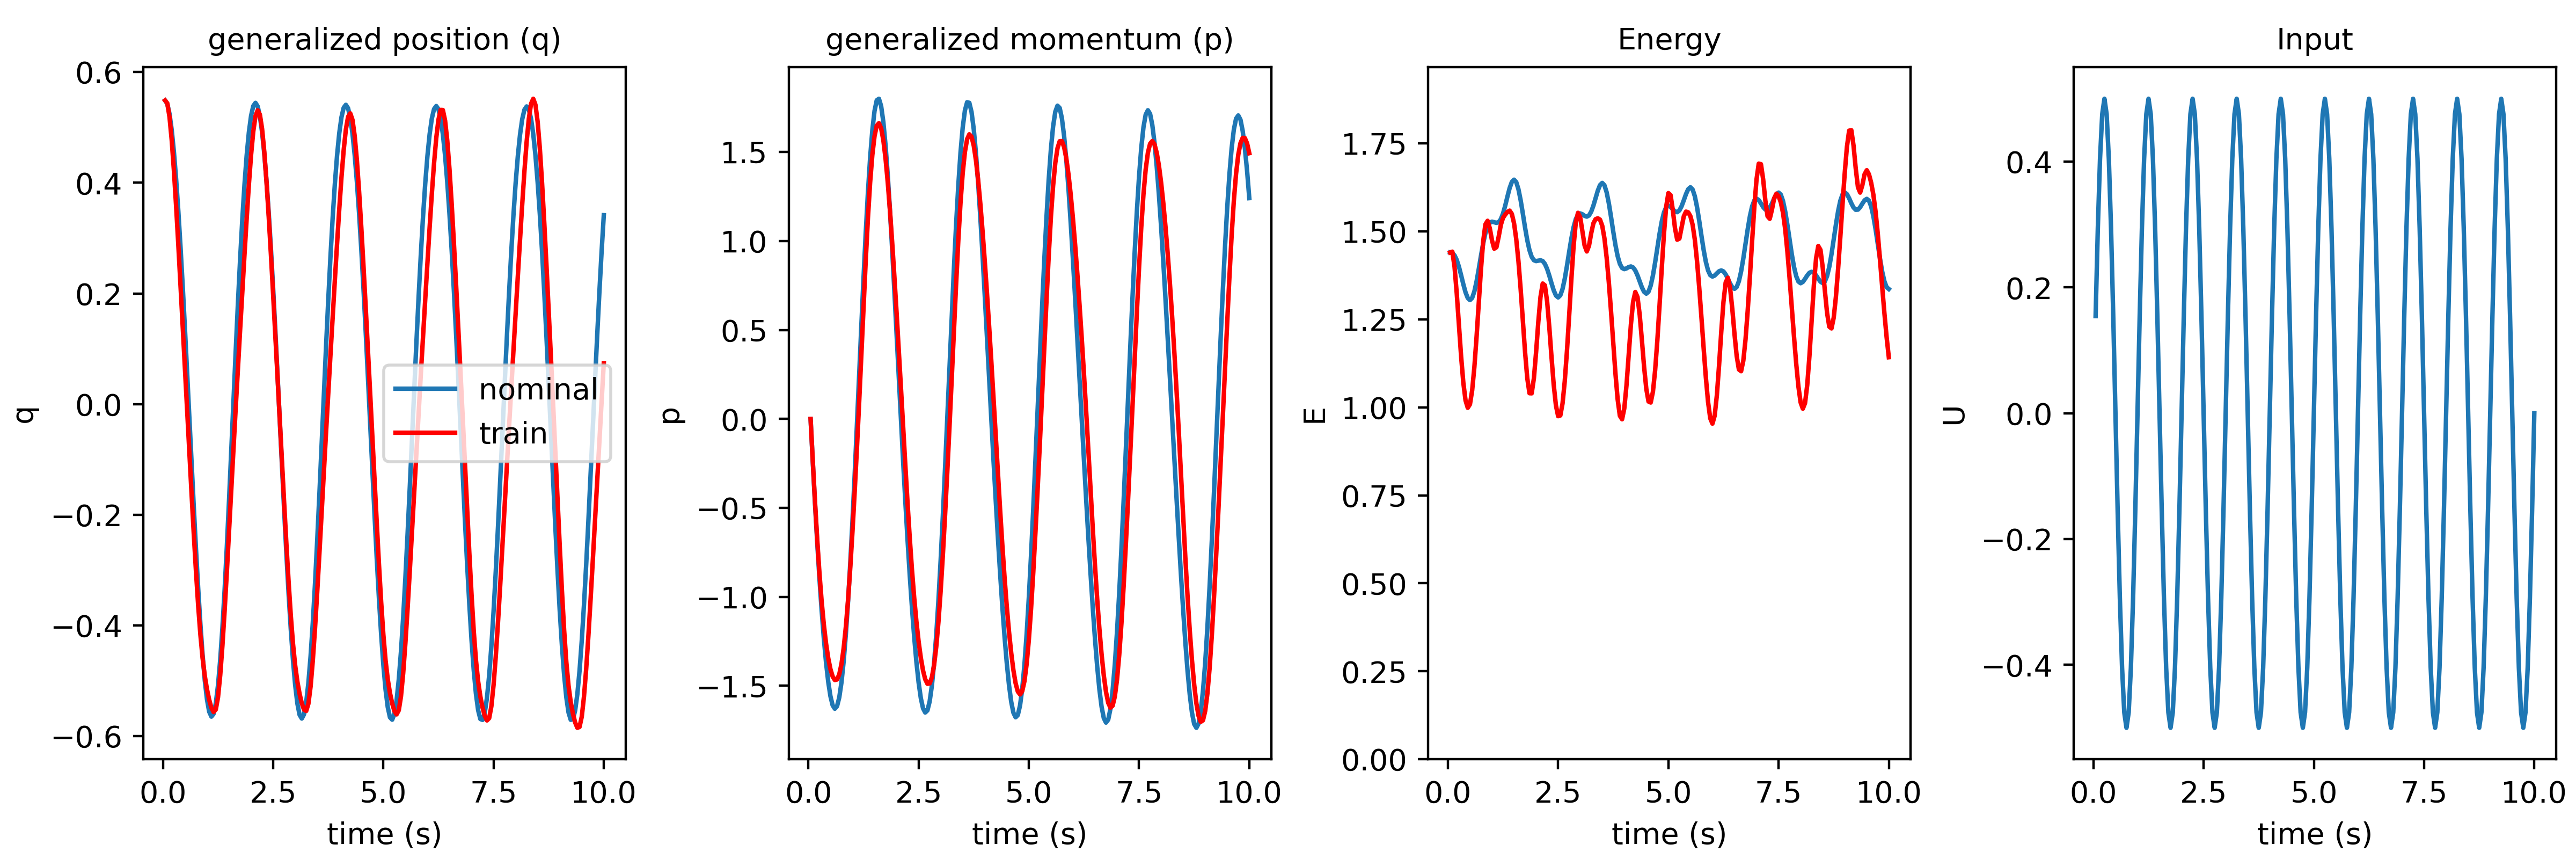 generalized position (q)
q
0.6
0.4
0.2
0.0
−0.2
−0.4
−0.6
nominal
train
0.0 2.5 5.0 7.5 10.0
time (s)
generalized momentum (p)
p
1.5
1.0
0.5
0.0
−0.5
−1.0
−1.5
0.0 2.5 5.0 7.5 10.0
time (s)
Energy
E
1.75
1.50
1.25
1.00
0.75
0.50
0.25
0.00
0.0 2.5 5.0 7.5 10.0
time (s)
Input
U
0.4
0.2
0.0
−0.2
−0.4
0.0 2.5 5.0 7.5 10.0
time (s)